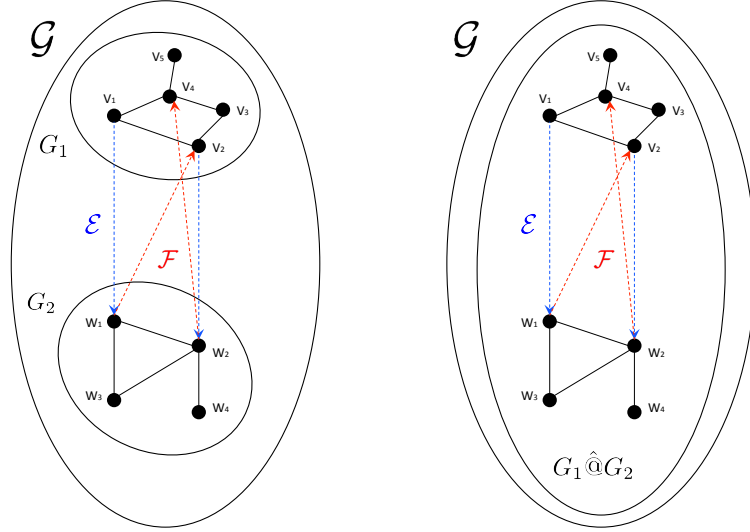 𝒢
V₅
V₄
V₁
V₃
V₂
G₁
ℰ
ℱ
G₂
W₁
W₂
W₃
W₄
𝒢
V₅
V₄
V₁
V₃
V₂
ℰ
ℱ
W₁
W₂
W₃
W₄
G₁@̂G₂